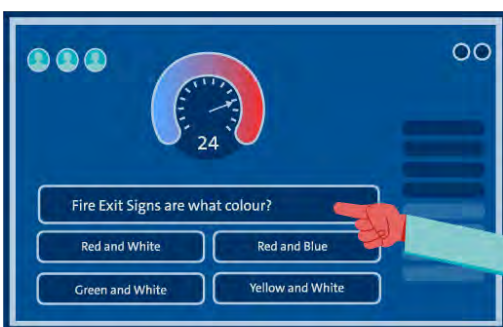 24
Fire Exit Signs are what colour?
Red and White
Red and Blue
Green and White
Yellow and White